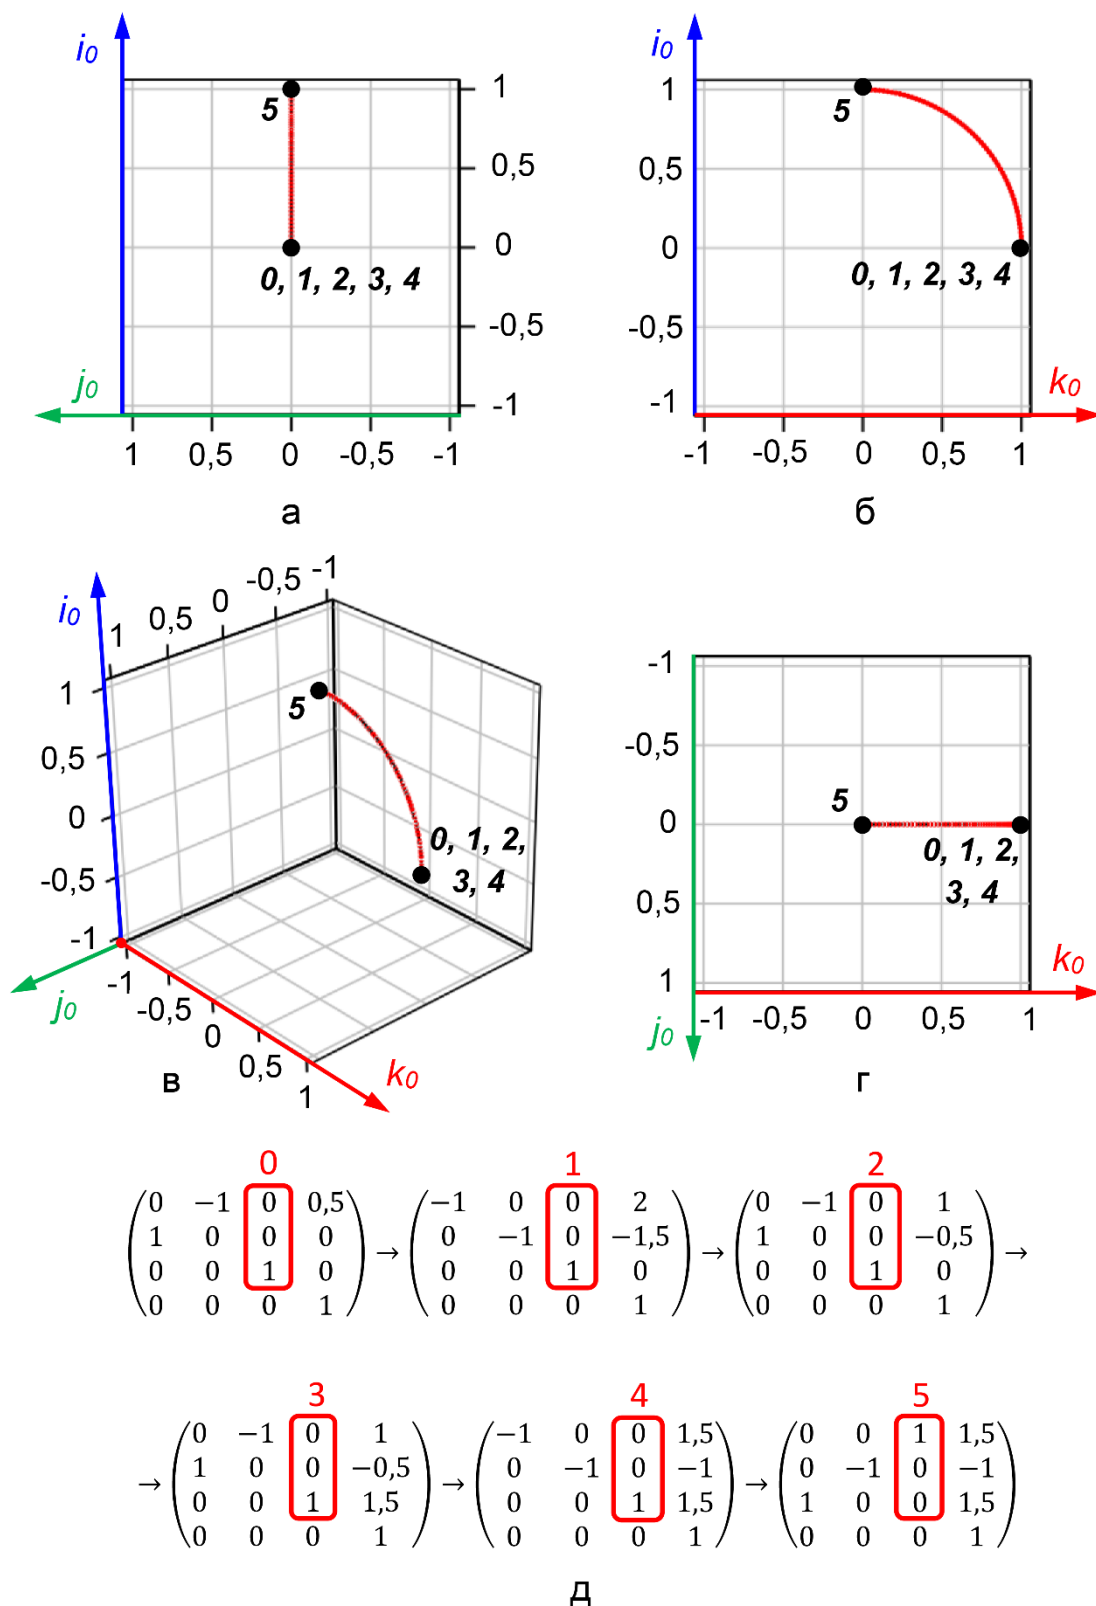 i₀ i₀
5 1 1 5
0,5 0,5
0 0
0, 1, 2, 3, 4 0, 1, 2, 3, 4
-0,5 -0,5
j₀ -1 -1 k₀
1 0,5 0 -0,5 -1 -1 -0,5 0 0,5 1
а б
i₀ 1 0,5 0 -0,5 -1
1 5 -1
0,5 -0,5
0 0, 1, 2, 0 5
3, 4 0, 1, 2,
-0,5 0,5 3, 4
-1 1 k₀
j₀ -1 -0,5 0 0,5 1 k₀ j₀ -1 -0,5 0 0,5 1
в г
0 1 2
(0 −1 0 0,5) (−1 0 0 2) (0 −1 0 1)
(1 0 0 0) → (0 −1 0 −1,5) → (1 0 0 −0,5) →
(0 0 1 0) (0 0 1 0) (0 0 1 0)
(0 0 0 1) (0 0 0 1) (0 0 0 1)
3 4 5
(0 −1 0 1) (−1 0 0 1,5) (0 0 1 1,5)
→ (1 0 0 −0,5) → (0 −1 0 −1) → (0 −1 0 −1)
(0 0 1 1,5) (0 0 1 1,5) (1 0 0 1,5)
(0 0 0 1) (0 0 0 1) (0 0 0 1)
д